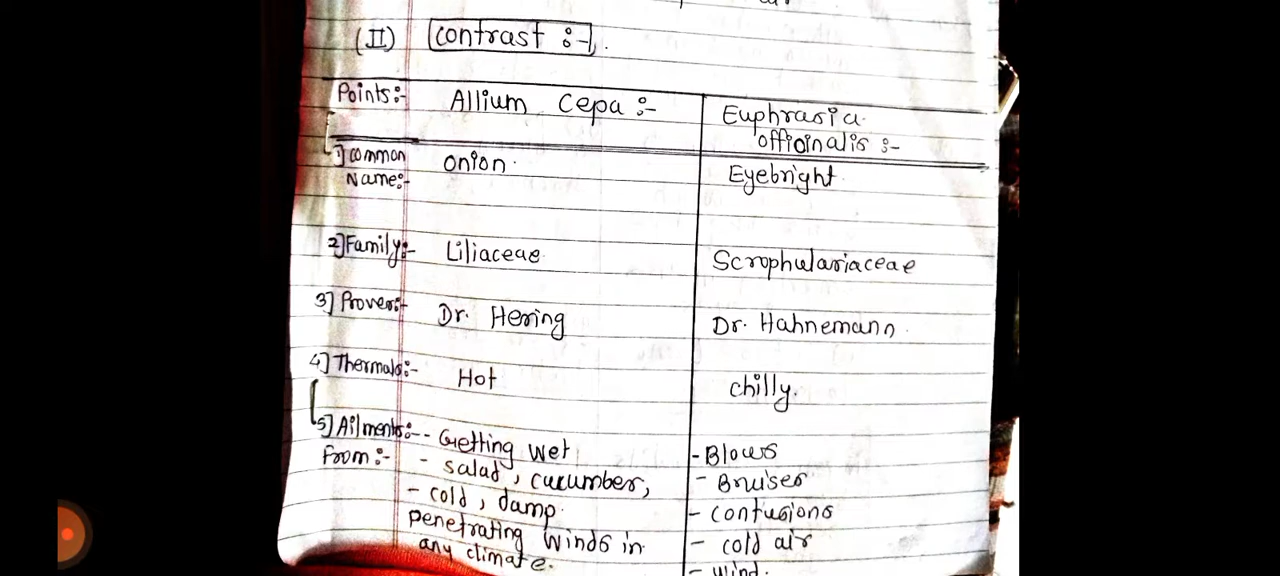 (II) Contrast :-
Points:- Allium Cepa :- Euphrasia
officinalis :-
1] Common Onion. Eyebright
Name:-
2] Family:- Liliaceae Scrophulariaceae
3] Prover:- Dr. Hering Dr. Hahnemann.
4] Thermals:- Hot chilly.
5] Ailments:- - Getting wet - Blows
From:- - salad, cucumber, - Bruises
- cold, damp. - contusions
penetrating winds in - cold air
any climate. - wind.